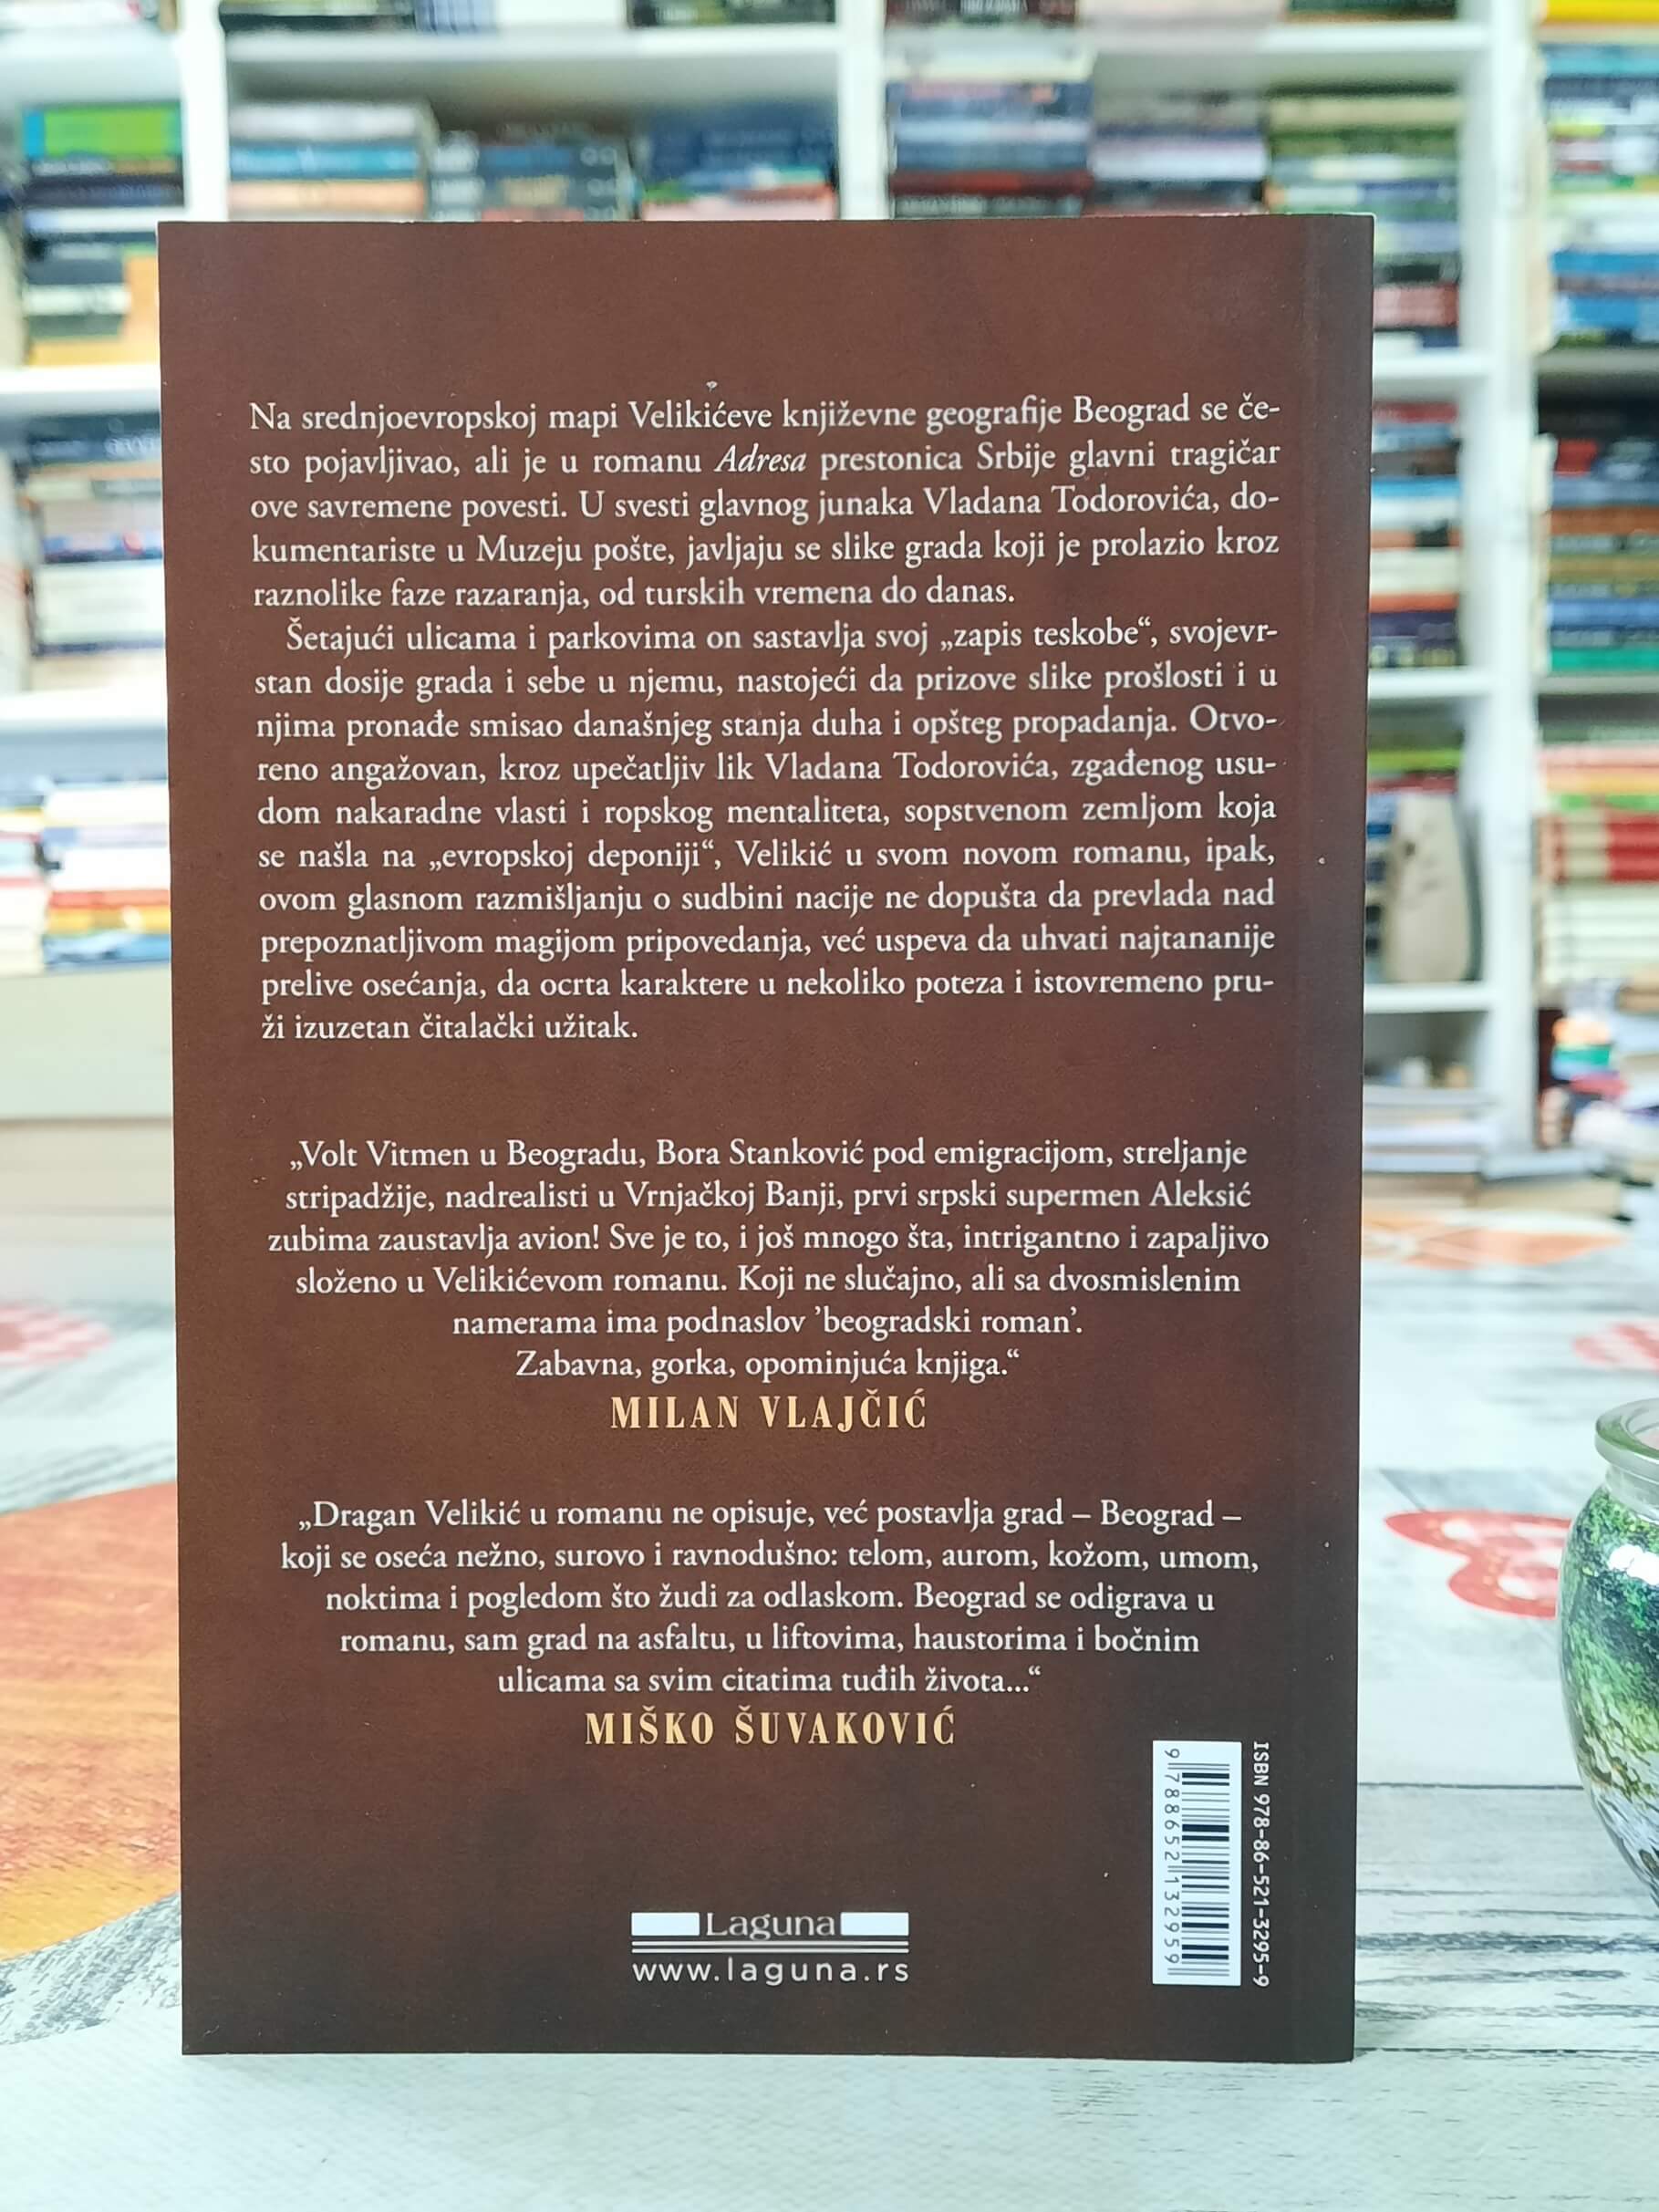 Na srednjoevropskoj mapi Velikićeve književne geografije Beograd se če-
sto pojavljivao, ali je u romanu Adresa prestonica Srbije glavni tragičar
ove savremene povesti. U svesti glavnog junaka Vladana Todorovića, do-
kumentariste u Muzeju pošte, javljaju se slike grada koji je prolazio kroz
raznolike faze razaranja, od turskih vremena do danas.
Šetajući ulicama i parkovima on sastavlja svoj „zapis teskobe“, svojevr-
stan dosije grada i sebe u njemu, nastojeći da prizove slike prošlosti i u
njima pronađe smisao današnjeg stanja duha i opšteg propadanja. Otvo-
reno angažovan, kroz upečatljiv lik Vladana Todorovića, zgađenog usu-
dom nakaradne vlasti i ropskog mentaliteta, sopstvenom zemljom koja
se našla na „evropskoj deponiji“, Velikić u svom novom romanu, ipak,
ovom glasnom razmišljanju o sudbini nacije ne dopušta da prevlada nad
prepoznatljivom magijom pripovedanja, već uspeva da uhvati najtananije
prelive osećanja, da ocrta karaktere u nekoliko poteza i istovremeno pru-
ži izuzetan čitalački užitak.
„Volt Vitmen u Beogradu, Bora Stanković pod emigracijom, streljanje
stripadžije, nadrealisti u Vrnjačkoj Banji, prvi srpski supermen Aleksić
zubima zaustavlja avion! Sve je to, i još mnogo šta, intrigantno i zapaljivo
složeno u Velikićevom romanu. Koji ne slučajno, ali sa dvosmislenim
namerama ima podnaslov ’beogradski roman’.
Zabavna, gorka, opominjuća knjiga.“
MILAN VLAJČIĆ
„Dragan Velikić u romanu ne opisuje, već postavlja grad – Beograd –
koji se oseća nežno, surovo i ravnodušno: telom, aurom, kožom, umom,
noktima i pogledom što žudi za odlaskom. Beograd se odigrava u
romanu, sam grad na asfaltu, u liftovima, haustorima i bočnim
ulicama sa svim citatima tuđih života...“
MIŠKO ŠUVAKOVIĆ
ISBN 978-86-521-3295-9
9 788652 132959
Laguna
www.laguna.rs